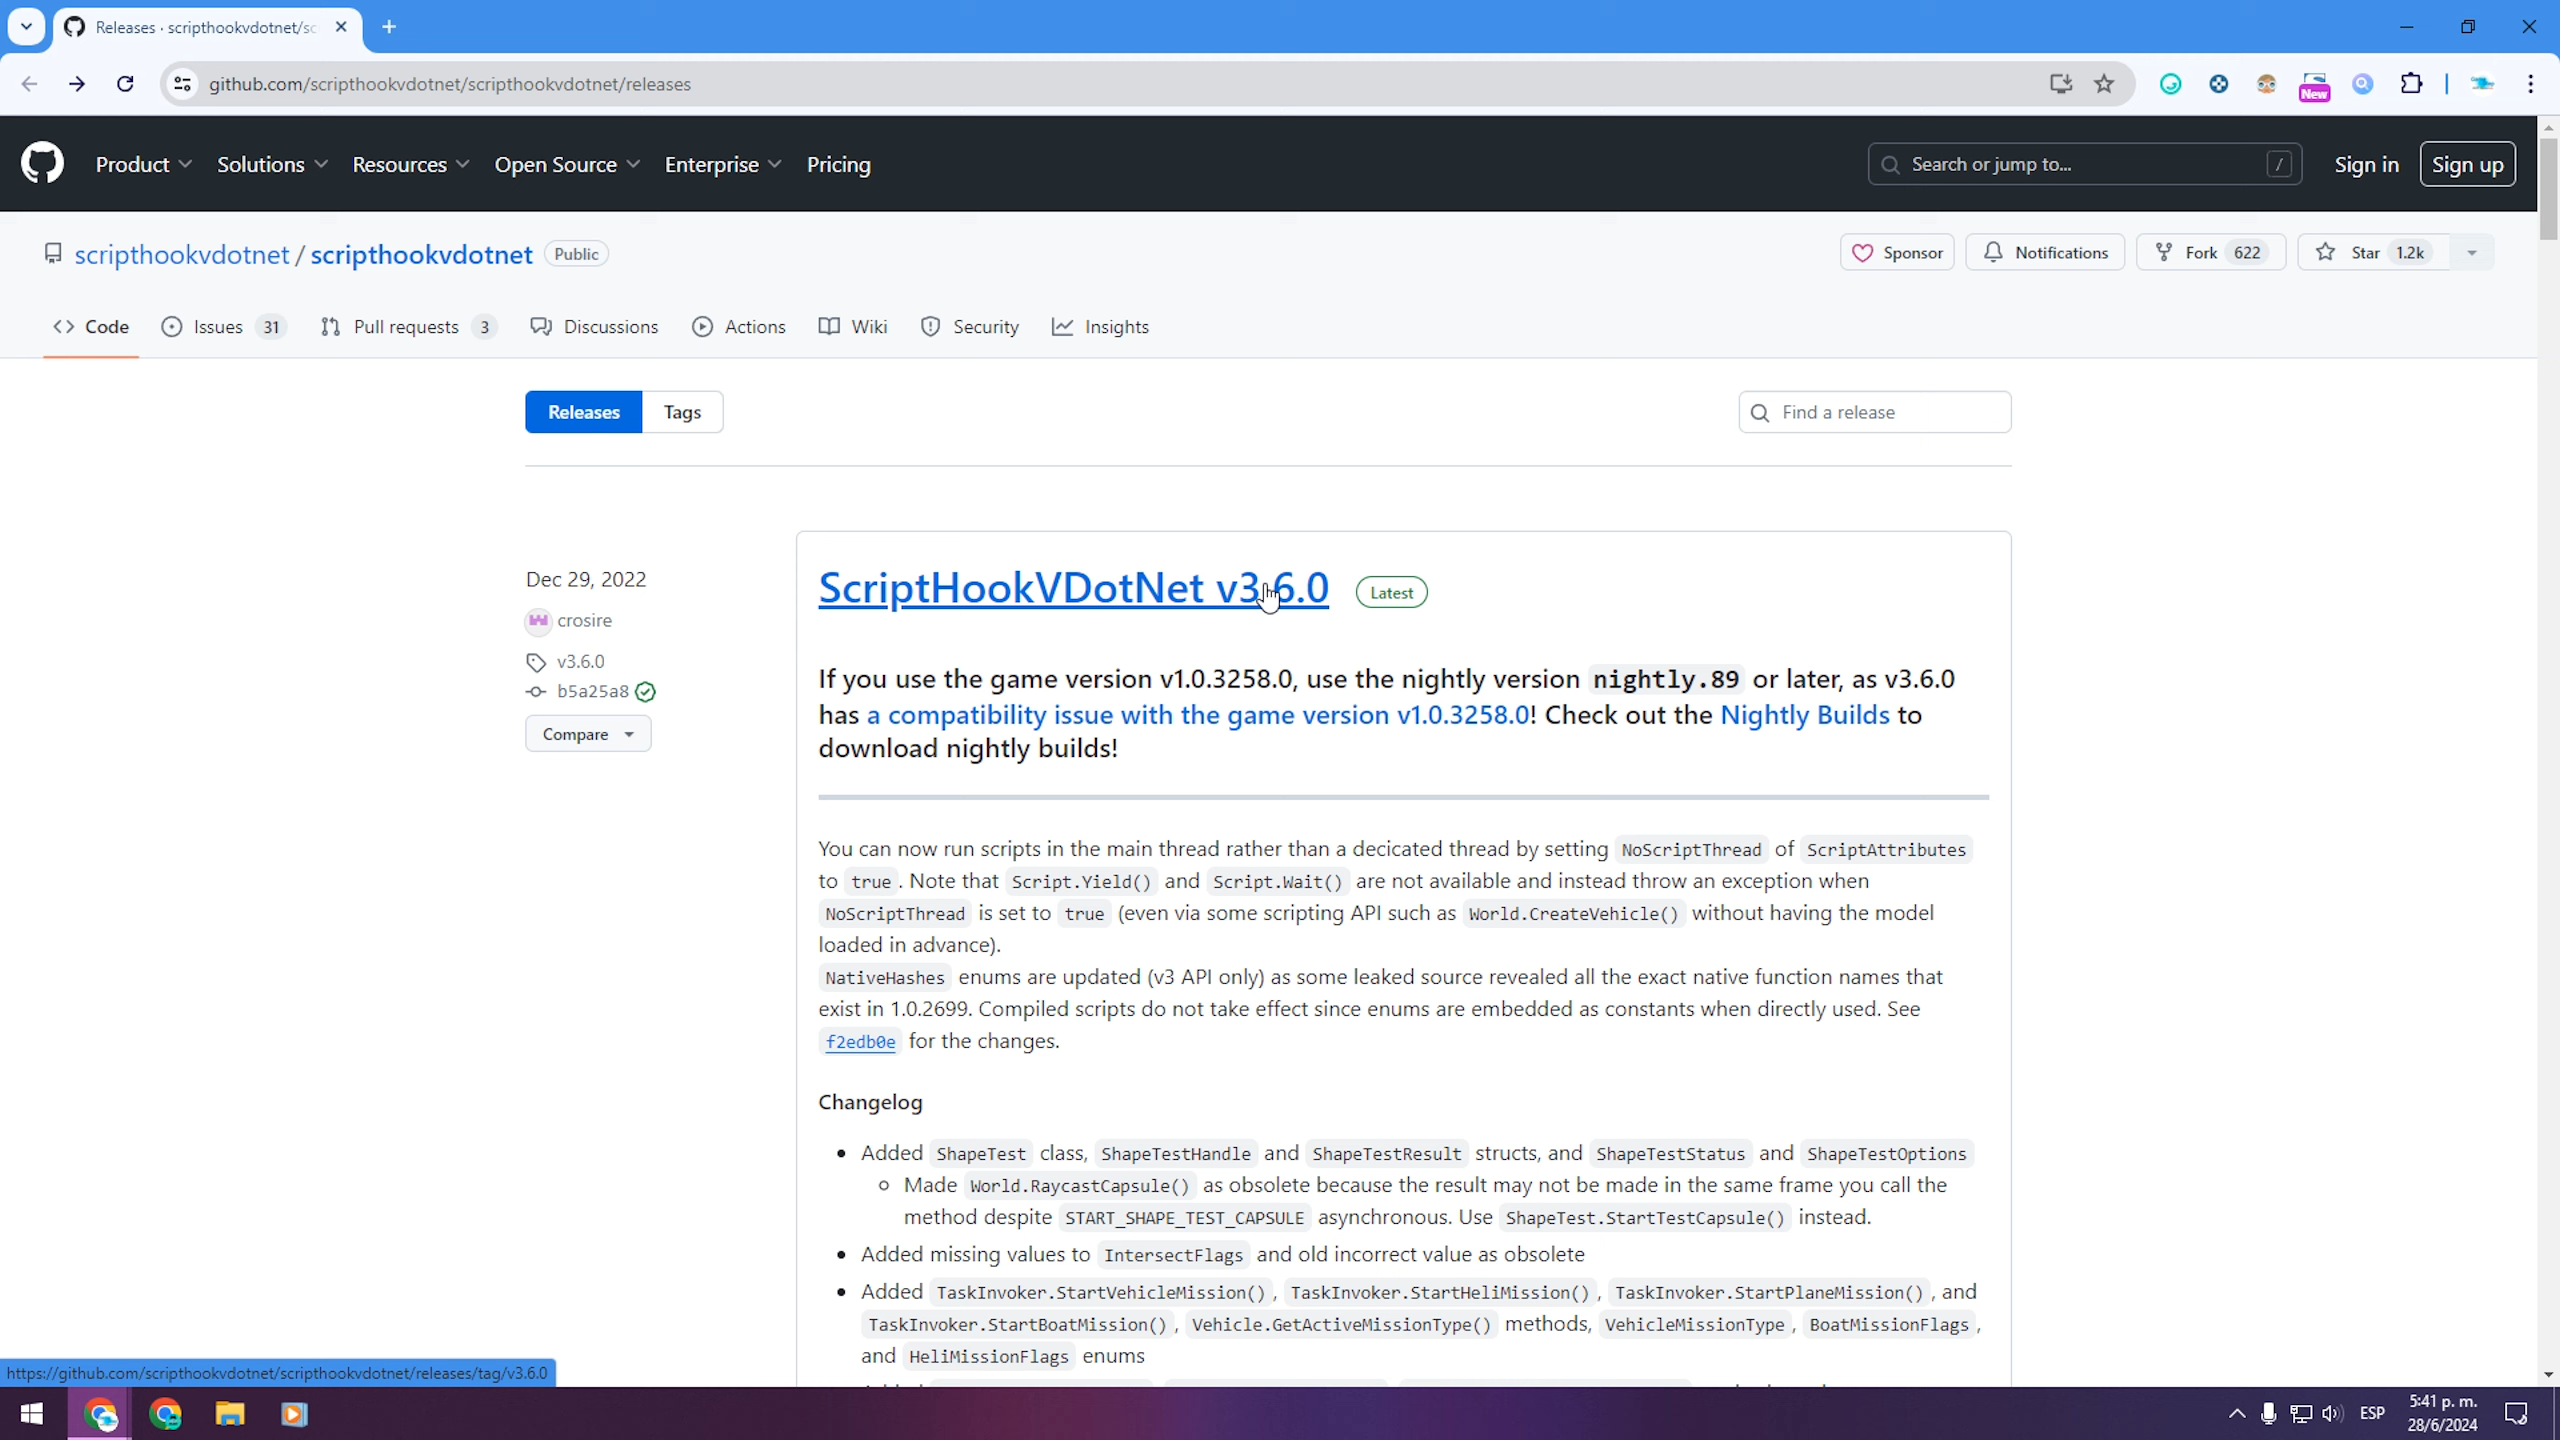 Releases · scripthookvdotnet/sc
github.com/scripthookvdotnet/scripthookvdotnet/releases
New
Product
Solutions
Resources
Open Source
Enterprise
Pricing
Search or jump to...
/
Sign in
Sign up
scripthookvdotnet / scripthookvdotnet
Public
Sponsor
Notifications
Fork 622
Star 1.2k
Code
Issues 31
Pull requests 3
Discussions
Actions
Wiki
Security
Insights
Releases
Tags
Find a release
Dec 29, 2022
crosire
v3.6.0
b5a25a8
Compare
ScriptHookVDotNet v3.6.0
Latest
If you use the game version v1.0.3258.0, use the nightly version nightly.89 or later, as v3.6.0
has a compatibility issue with the game version v1.0.3258.0! Check out the Nightly Builds to
download nightly builds!
You can now run scripts in the main thread rather than a decicated thread by setting NoScriptThread of ScriptAttributes
to true . Note that Script.Yield() and Script.Wait() are not available and instead throw an exception when
NoScriptThread is set to true (even via some scripting API such as World.CreateVehicle() without having the model
loaded in advance).
NativeHashes enums are updated (v3 API only) as some leaked source revealed all the exact native function names that
exist in 1.0.2699. Compiled scripts do not take effect since enums are embedded as constants when directly used. See
f2edb0e for the changes.
Changelog
• Added ShapeTest class, ShapeTestHandle and ShapeTestResult structs, and ShapeTestStatus and ShapeTestOptions
Made World.RaycastCapsule() as obsolete because the result may not be made in the same frame you call the
method despite START_SHAPE_TEST_CAPSULE asynchronous. Use ShapeTest.StartTestCapsule() instead.
• Added missing values to IntersectFlags and old incorrect value as obsolete
• Added TaskInvoker.StartVehicleMission() , TaskInvoker.StartHeliMission() , TaskInvoker.StartPlaneMission() , and
TaskInvoker.StartBoatMission() , Vehicle.GetActiveMissionType() methods, VehicleMissionType , BoatMissionFlags ,
and HeliMissionFlags enums
https://github.com/scripthookvdotnet/scripthookvdotnet/releases/tag/v3.6.0
ESP
5:41 p. m.
28/6/2024